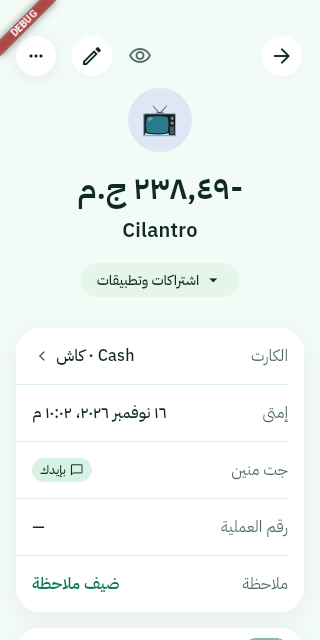 DEBUG
-٢٣٨,٤٩ ج.م
Cilantro
اشتراكات وتطبيقات
الكارت
Cash · كاش
إمتى
١٦ نوفمبر ٢٠٢٦، ١٠:٠٢ م
جت منين
بإيدك
رقم العملية
—
ملاحظة
ضيف ملاحظة